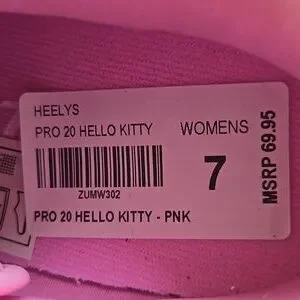 HEELYS
PRO 20 HELLO KITTY
WOMENS
7
MSRP 69.95
ZUMW302
PRO 20 HELLO KITTY - PNK